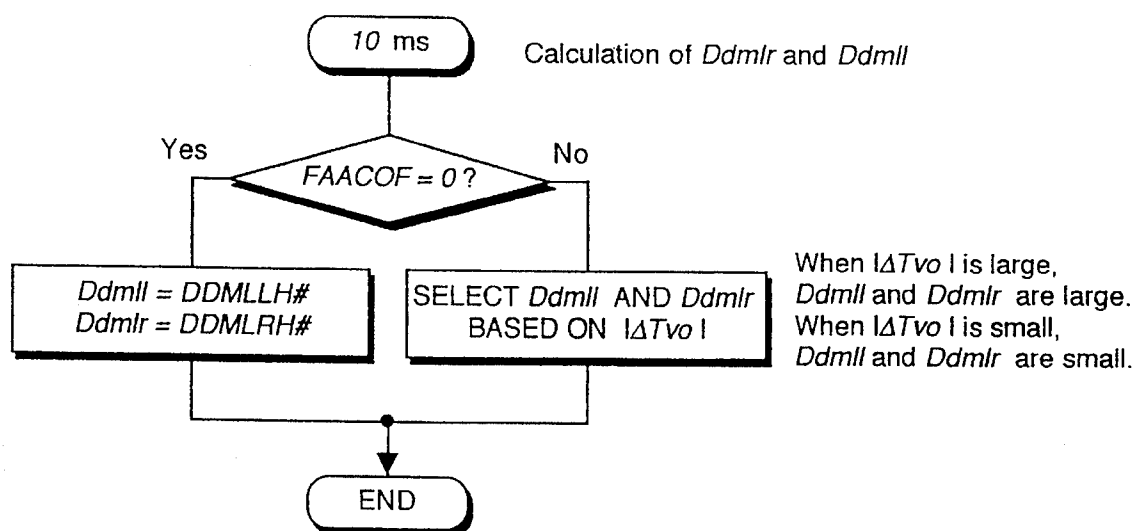 10 ms
Calculation of Ddmlr and Ddmll
Yes
No
FAACOF = 0 ?
Ddmll = DDMLLH#
Ddmlr = DDMLRH#
SELECT Ddmll AND Ddmlr
BASED ON |ΔTvo|
When |ΔTvo| is large,
Ddmll and Ddmlr are large.
When |ΔTvo| is small,
Ddmll and Ddmlr are small.
END